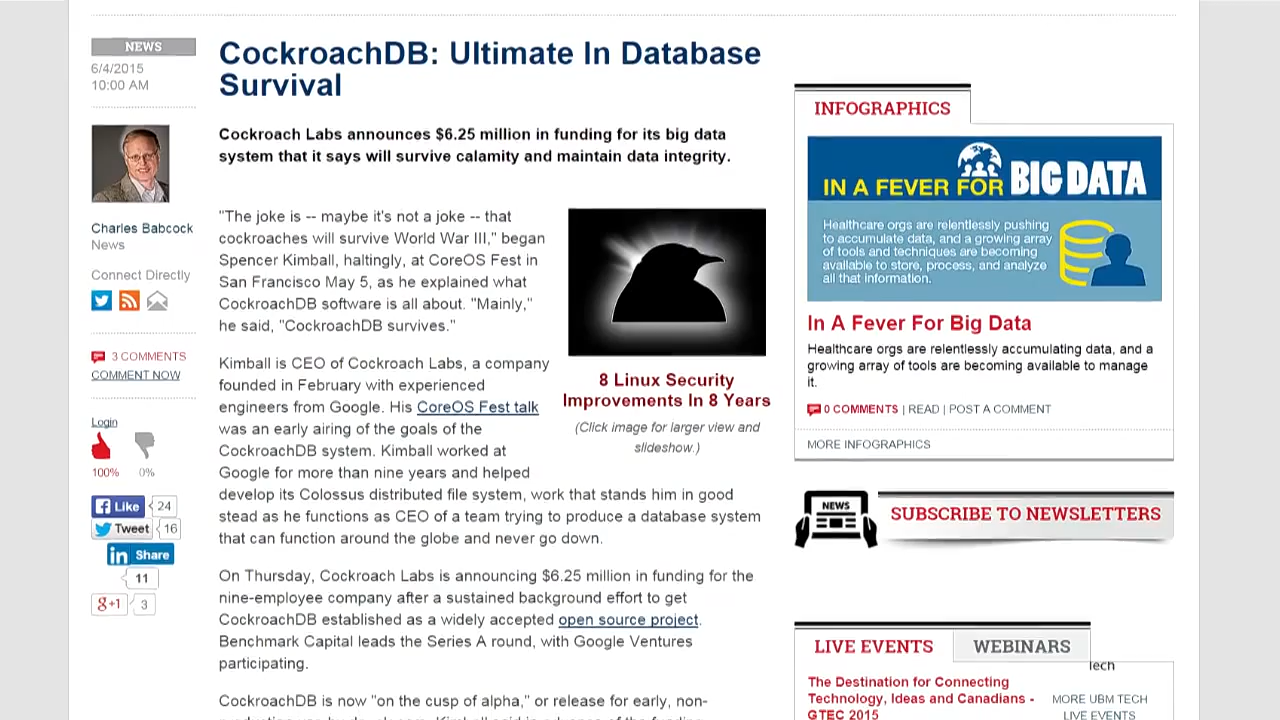 NEWS
6/4/2015
10:00 AM
Charles Babcock
News
Connect Directly
3 COMMENTS
COMMENT NOW
Login
100%
0%
Like
24
Tweet
16
in Share
11
g+1
3
CockroachDB: Ultimate In Database
Survival
Cockroach Labs announces $6.25 million in funding for its big data
system that it says will survive calamity and maintain data integrity.
"The joke is -- maybe it's not a joke -- that
cockroaches will survive World War III," began
Spencer Kimball, haltingly, at CoreOS Fest in
San Francisco May 5, as he explained what
CockroachDB software is all about. "Mainly,"
he said, "CockroachDB survives."
8 Linux Security
Improvements In 8 Years
(Click image for larger view and
slideshow.)
Kimball is CEO of Cockroach Labs, a company
founded in February with experienced
engineers from Google. His CoreOS Fest talk
was an early airing of the goals of the
CockroachDB system. Kimball worked at
Google for more than nine years and helped
develop its Colossus distributed file system, work that stands him in good
stead as he functions as CEO of a team trying to produce a database system
that can function around the globe and never go down.
On Thursday, Cockroach Labs is announcing $6.25 million in funding for the
nine-employee company after a sustained background effort to get
CockroachDB established as a widely accepted open source project.
Benchmark Capital leads the Series A round, with Google Ventures
participating.
CockroachDB is now "on the cusp of alpha," or release for early, non-
INFOGRAPHICS
IN A FEVER FOR BIG DATA
Healthcare orgs are relentlessly pushing
to accumulate data, and a growing array
of tools and techniques are becoming
available to store, process, and analyze
all that information.
In A Fever For Big Data
Healthcare orgs are relentlessly accumulating data, and a
growing array of tools are becoming available to manage
it.
0 COMMENTS | READ | POST A COMMENT
MORE INFOGRAPHICS
NEWS
SUBSCRIBE TO NEWSLETTERS
LIVE EVENTS
WEBINARS
Tech
The Destination for Connecting
Technology, Ideas and Canadians -
GTEC 2015
MORE UBM TECH
LIVE EVENTS